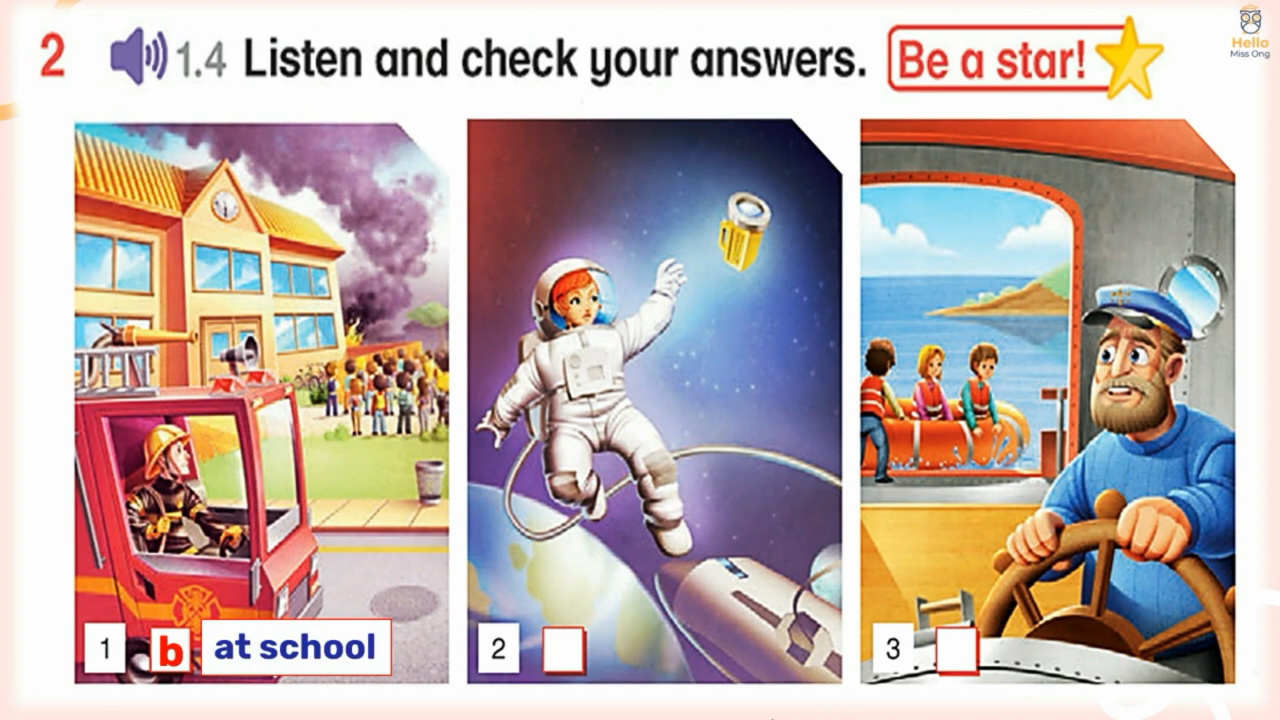 2 1.4 Listen and check your answers. Be a star!
Hello
Miss Ong
1 b at school
2
3